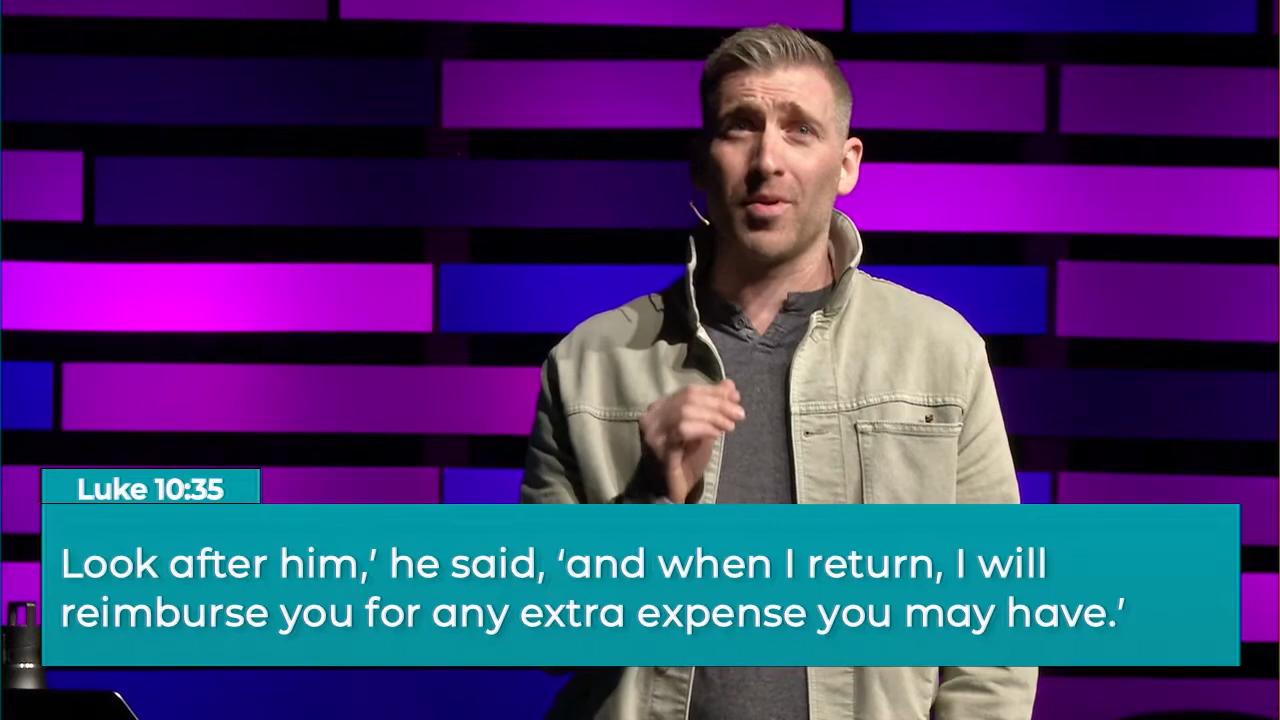 Luke 10:35
Look after him,’ he said, ‘and when I return, I will
reimburse you for any extra expense you may have.’